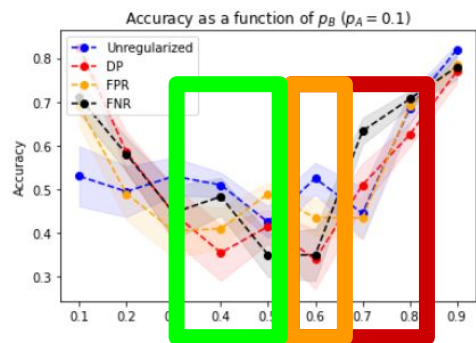 Accuracy as a function of p_B (p_A = 0.1)
Unregularized
DP
FPR
FNR
Accuracy
0.8
0.7
0.6
0.5
0.4
0.3
0.1 0.2 0.4 0.6 0.7 0.8 0.9